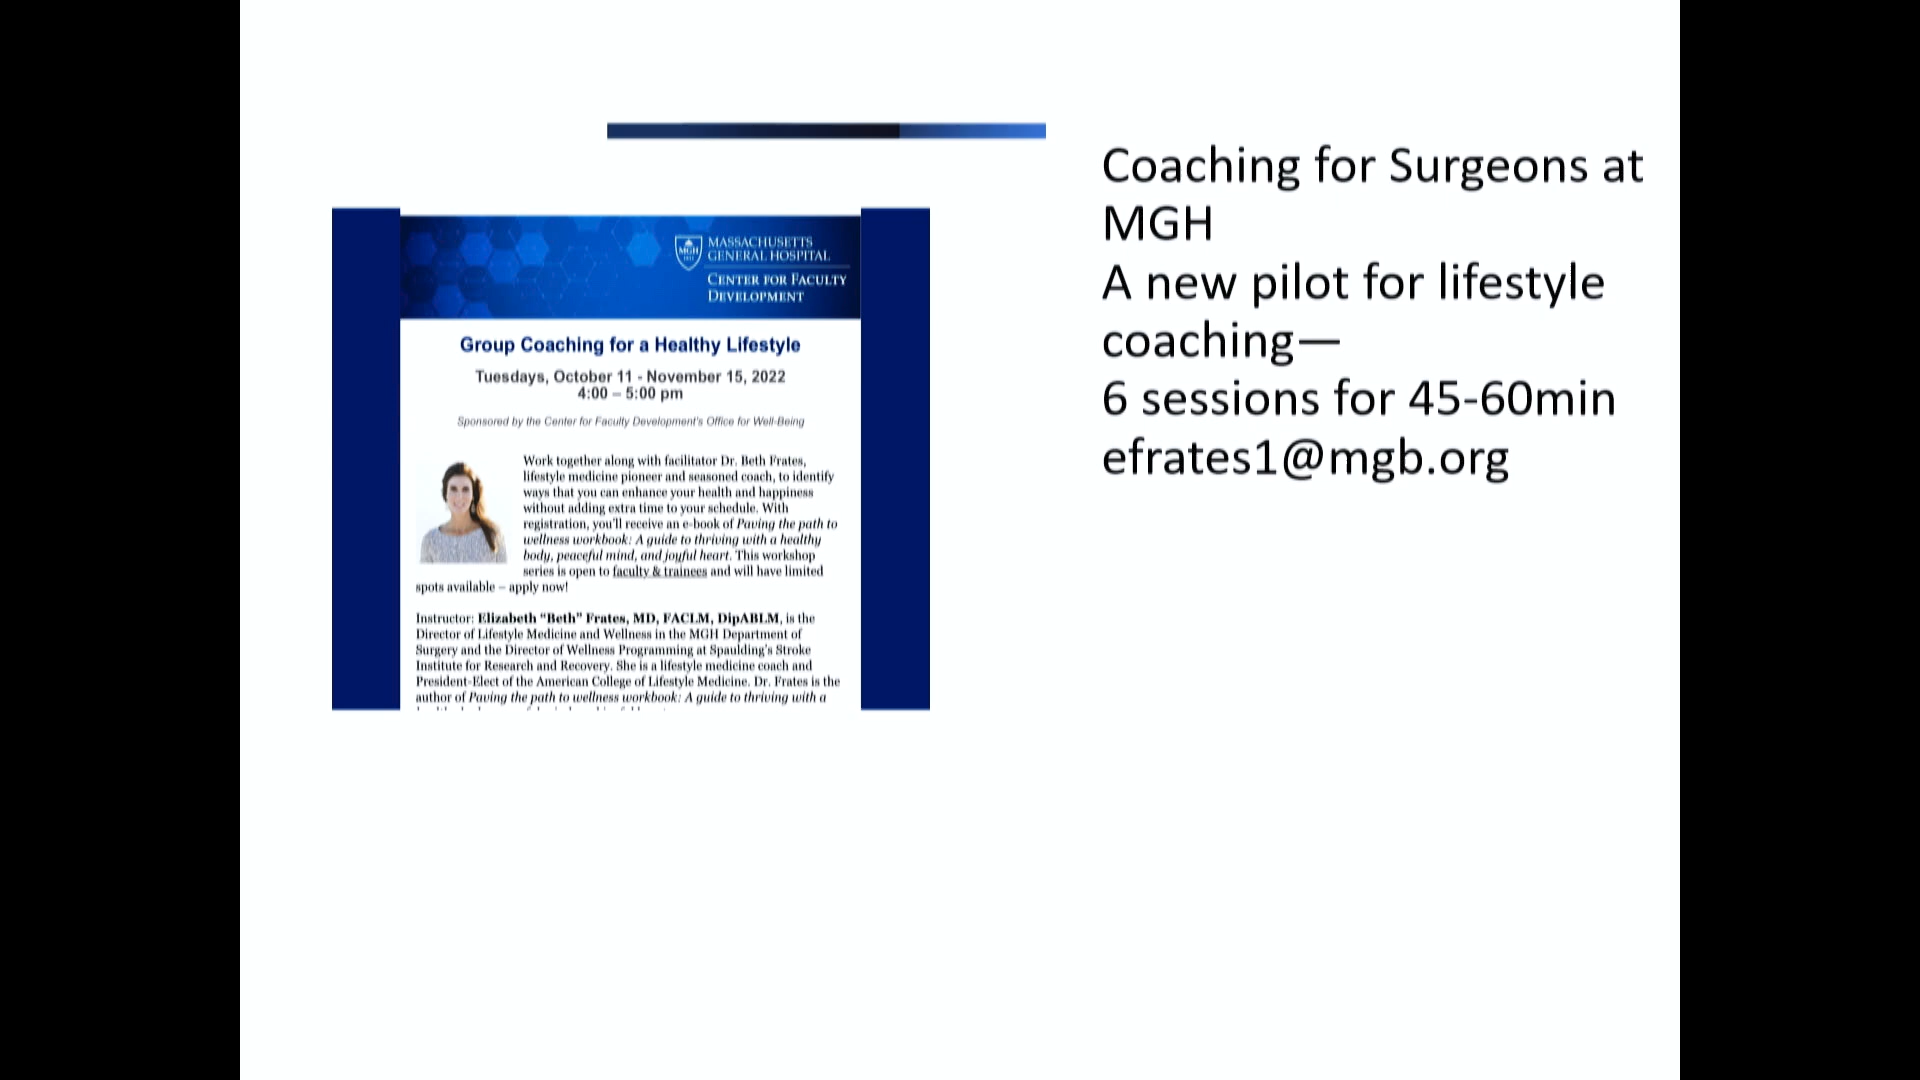 Coaching for Surgeons at
MGH
A new pilot for lifestyle
coaching—
6 sessions for 45-60min
efrates1@mgb.org
MGH
1811
MASSACHUSETTS
GENERAL HOSPITAL
CENTER FOR FACULTY
DEVELOPMENT
Group Coaching for a Healthy Lifestyle
Tuesdays, October 11 - November 15, 2022
4:00 – 5:00 pm
Sponsored by the Center for Faculty Development's Office for Well-Being
Work together along with facilitator Dr. Beth Frates,
lifestyle medicine pioneer and seasoned coach, to identify
ways that you can enhance your health and happiness
without adding extra time to your schedule. With
registration, you'll receive an e-book of Paving the path to
wellness workbook: A guide to thriving with a healthy
body, peaceful mind, and joyful heart. This workshop
series is open to faculty & trainees and will have limited
spots available – apply now!
Instructor: Elizabeth “Beth” Frates, MD, FACLM, DipABLM, is the
Director of Lifestyle Medicine and Wellness in the MGH Department of
Surgery and the Director of Wellness Programming at Spaulding's Stroke
Institute for Research and Recovery. She is a lifestyle medicine coach and
President-Elect of the American College of Lifestyle Medicine. Dr. Frates is the
author of Paving the path to wellness workbook: A guide to thriving with a